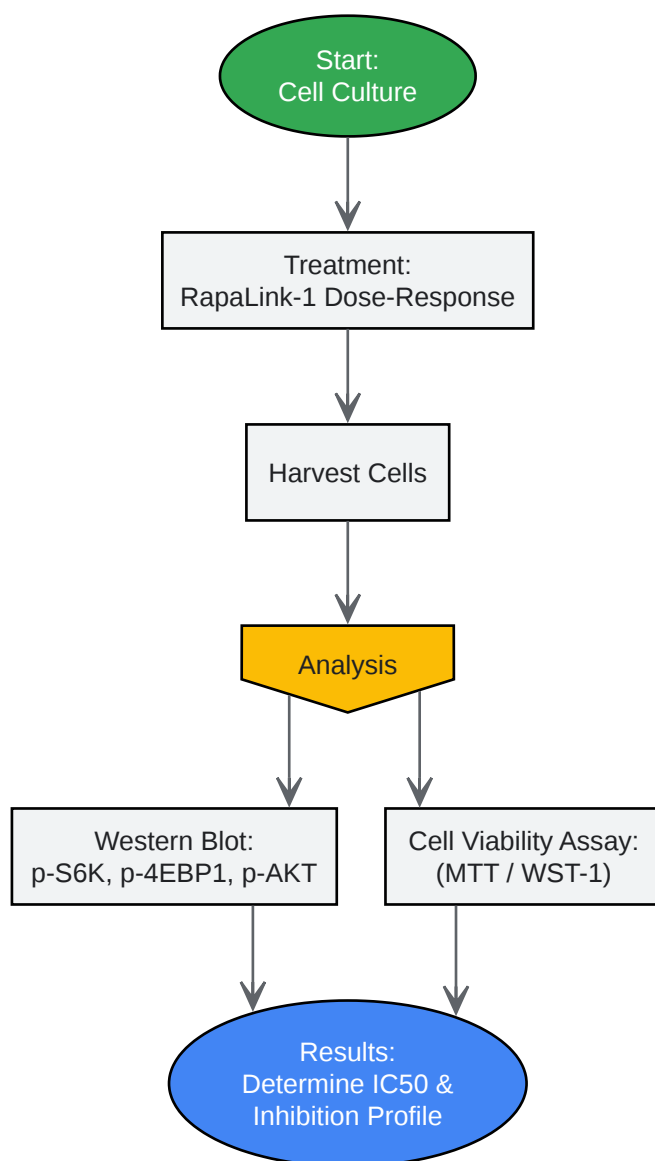 Start:
Cell Culture
Treatment:
RapaLink-1 Dose-Response
Harvest Cells
Analysis
Western Blot:
p-S6K, p-4EBP1, p-AKT
Cell Viability Assay:
(MTT / WST-1)
Results:
Determine IC50 &
Inhibition Profile